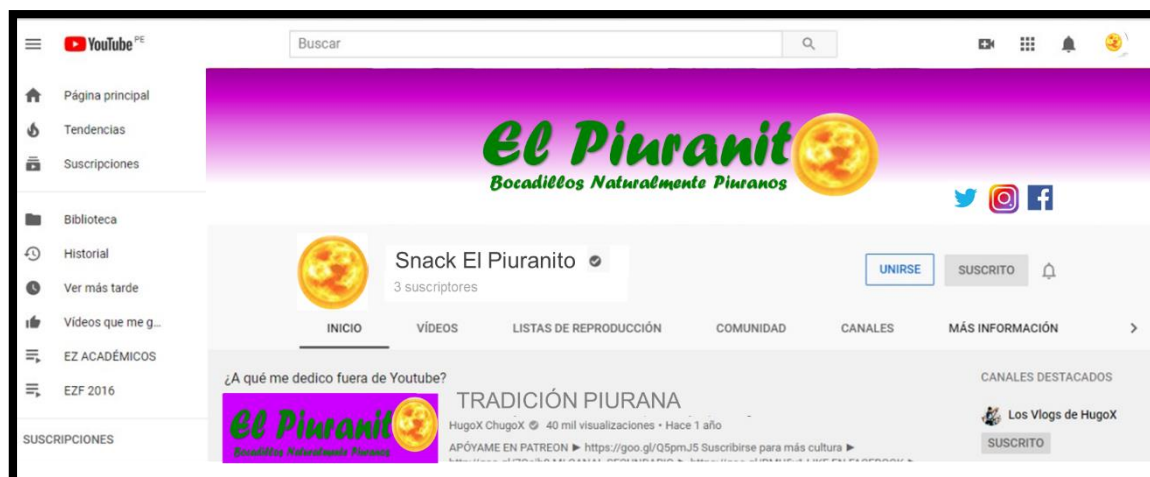 YouTube PE
Buscar
Página principal
Tendencias
Suscripciones
Biblioteca
Historial
Ver más tarde
Vídeos que me g...
EZ ACADÉMICOS
EZF 2016
SUSCRIPCIONES
El Piuranit
Bocadillos Naturalmente Piuranos
Snack El Piuranito
3 suscriptores
UNIRSE
SUSCRITO
INICIO VÍDEOS LISTAS DE REPRODUCCIÓN COMUNIDAD CANALES MÁS INFORMACIÓN
¿A qué me dedico fuera de Youtube?
El Piuranit
Bocadillos Naturalmente Piuranos
TRADICIÓN PIURANA
HugoX ChugoX 40 mil visualizaciones • Hace 1 año
APÓYAME EN PATREON ► https://goo.gl/Q5pmJ5 Suscribirse para más cultura ►
CANALES DESTACADOS
Los Vlogs de HugoX
SUSCRITO